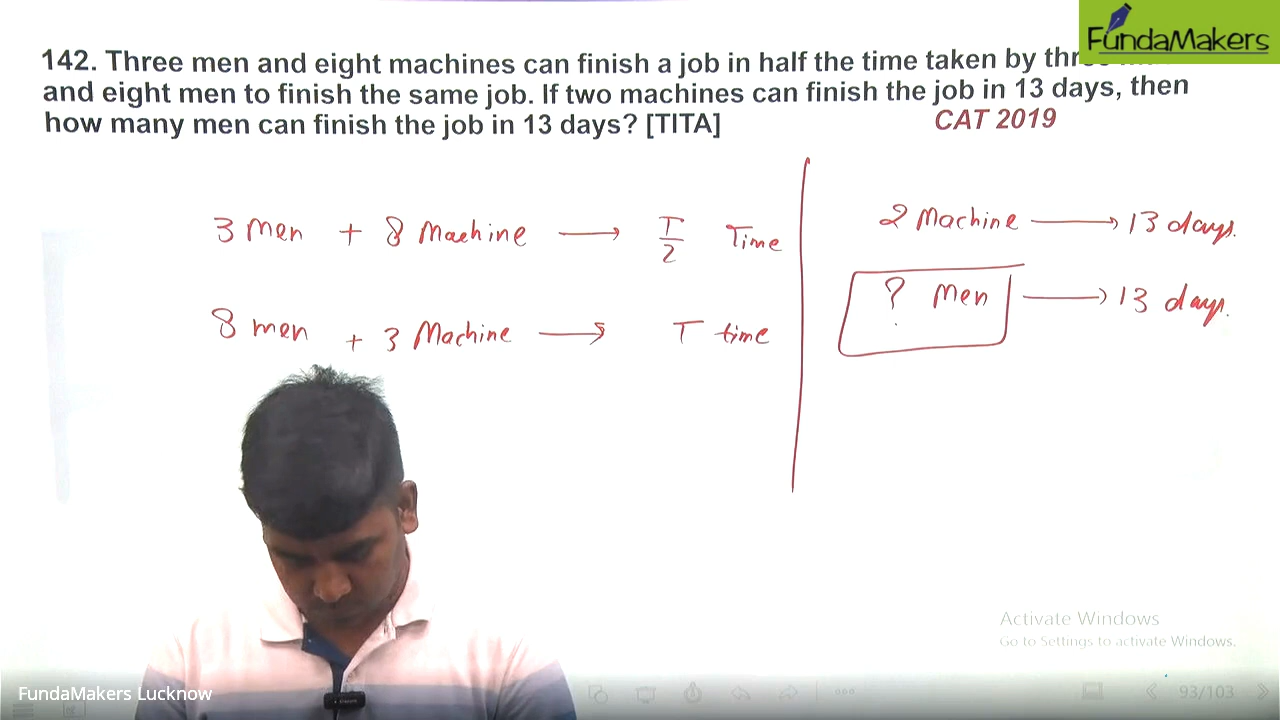 FundaMakers
142. Three men and eight machines can finish a job in half the time taken by
and eight men to finish the same job. If two machines can finish the job in 13 days, then
how many men can finish the job in 13 days? [TITA]
CAT 2019
3 men + 8 Machine → T/2 Time
8 men + 3 Machine → T time
2 Machine → 13 days.
? Men → 13 days.
Activate Windows
Go to Settings to activate Windows.
FundaMakers Lucknow
93/103